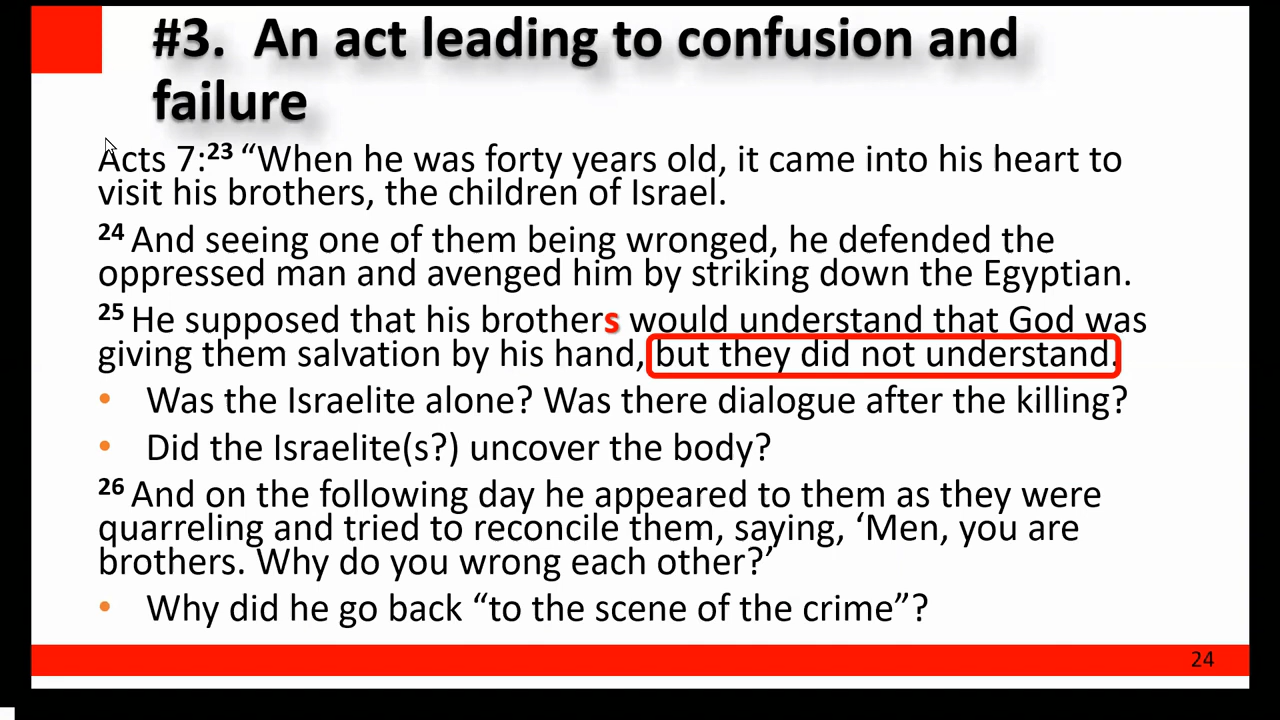 #3. An act leading to confusion and
failure
Acts 7:23 “When he was forty years old, it came into his heart to
visit his brothers, the children of Israel.
24 And seeing one of them being wronged, he defended the
oppressed man and avenged him by striking down the Egyptian.
25 He supposed that his brothers would understand that God was
giving them salvation by his hand, but they did not understand.
• Was the Israelite alone? Was there dialogue after the killing?
• Did the Israelite(s?) uncover the body?
26 And on the following day he appeared to them as they were
quarreling and tried to reconcile them, saying, ‘Men, you are
brothers. Why do you wrong each other?’
• Why did he go back “to the scene of the crime”?
24